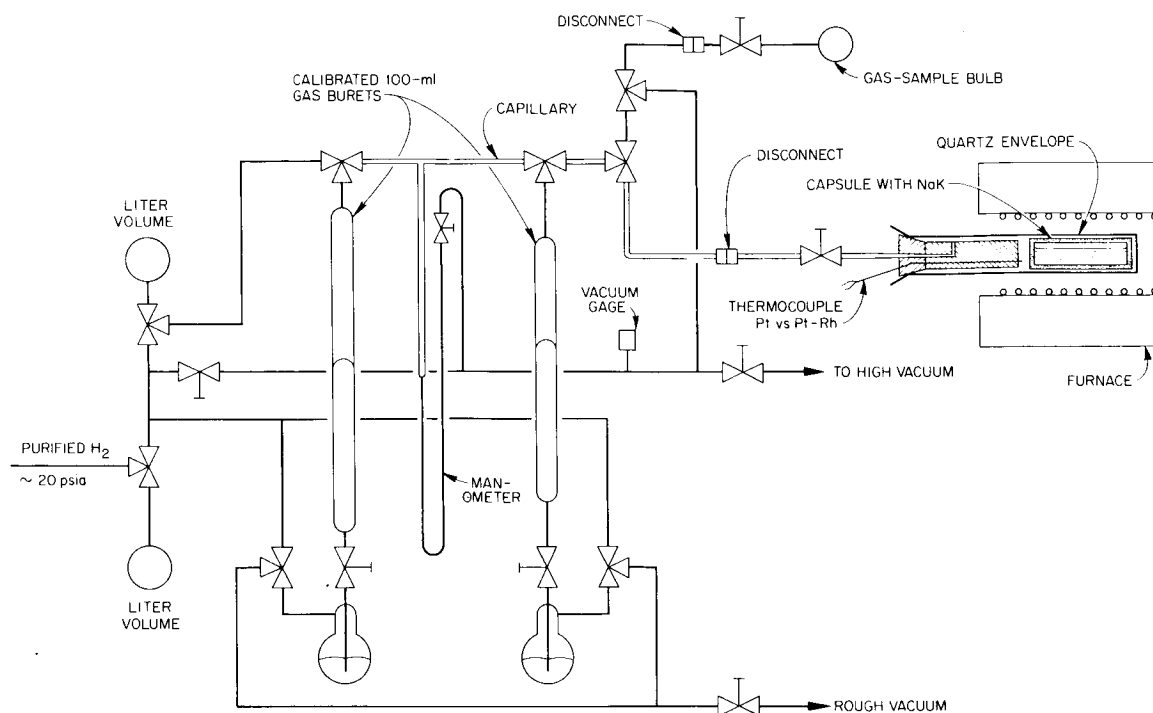 DISCONNECT
GAS-SAMPLE BULB
CALIBRATED 100-ml
GAS BURETS
CAPILLARY
DISCONNECT
QUARTZ ENVELOPE
CAPSULE WITH NaK
LITER
VOLUME
VACUUM
GAGE
THERMOCOUPLE
Pt vs Pt-Rh
TO HIGH VACUUM
FURNACE
PURIFIED H2
~ 20 psia
MAN-
OMETER
LITER
VOLUME
ROUGH VACUUM